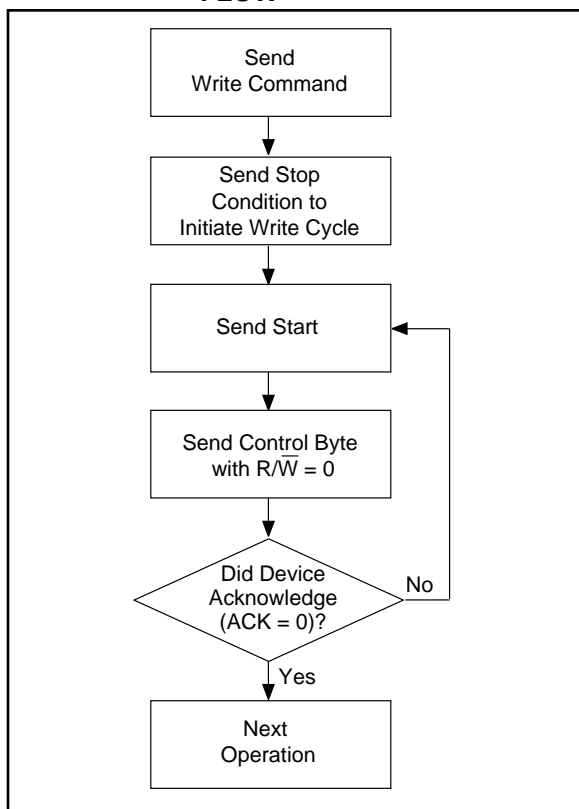 Send
Write Command
Send Stop
Condition to
Initiate Write Cycle
Send Start
Send Control Byte
with R/W̅ = 0
Did Device
Acknowledge
(ACK = 0)?
No
Yes
Next
Operation